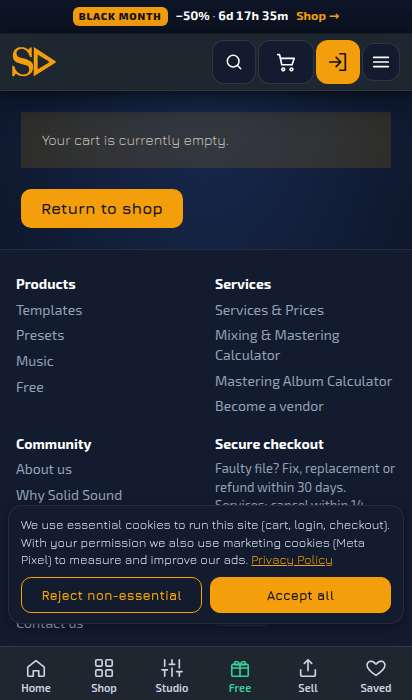 BLACK MONTH −50% · 6d 17h 35m Shop →
S
Your cart is currently empty.
Return to shop
Products
Templates
Presets
Music
Free
Services
Services & Prices
Mixing & Mastering
Calculator
Mastering Album Calculator
Become a vendor
Community
About us
Why Solid Sound
Contact us
Secure checkout
Faulty file? Fix, replacement or
refund within 30 days.
Services: cancel within 14
We use essential cookies to run this site (cart, login, checkout).
With your permission we also use marketing cookies (Meta
Pixel) to measure and improve our ads. Privacy Policy
Reject non-essential
Accept all
Home
Shop
Studio
Free
Sell
Saved